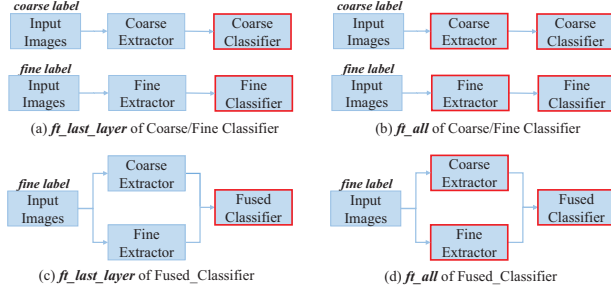 coarse label
Input Images
Coarse Extractor
Coarse Classifier
fine label
Input Images
Fine Extractor
Fine Classifier
(a) ft_last_layer of Coarse/Fine Classifier
coarse label
Input Images
Coarse Extractor
Coarse Classifier
fine label
Input Images
Fine Extractor
Fine Classifier
(b) ft_all of Coarse/Fine Classifier
fine label
Input Images
Coarse Extractor
Fine Extractor
Fused Classifier
(c) ft_last_layer of Fused_Classifier
fine label
Input Images
Coarse Extractor
Fine Extractor
Fused Classifier
(d) ft_all of Fused_Classifier